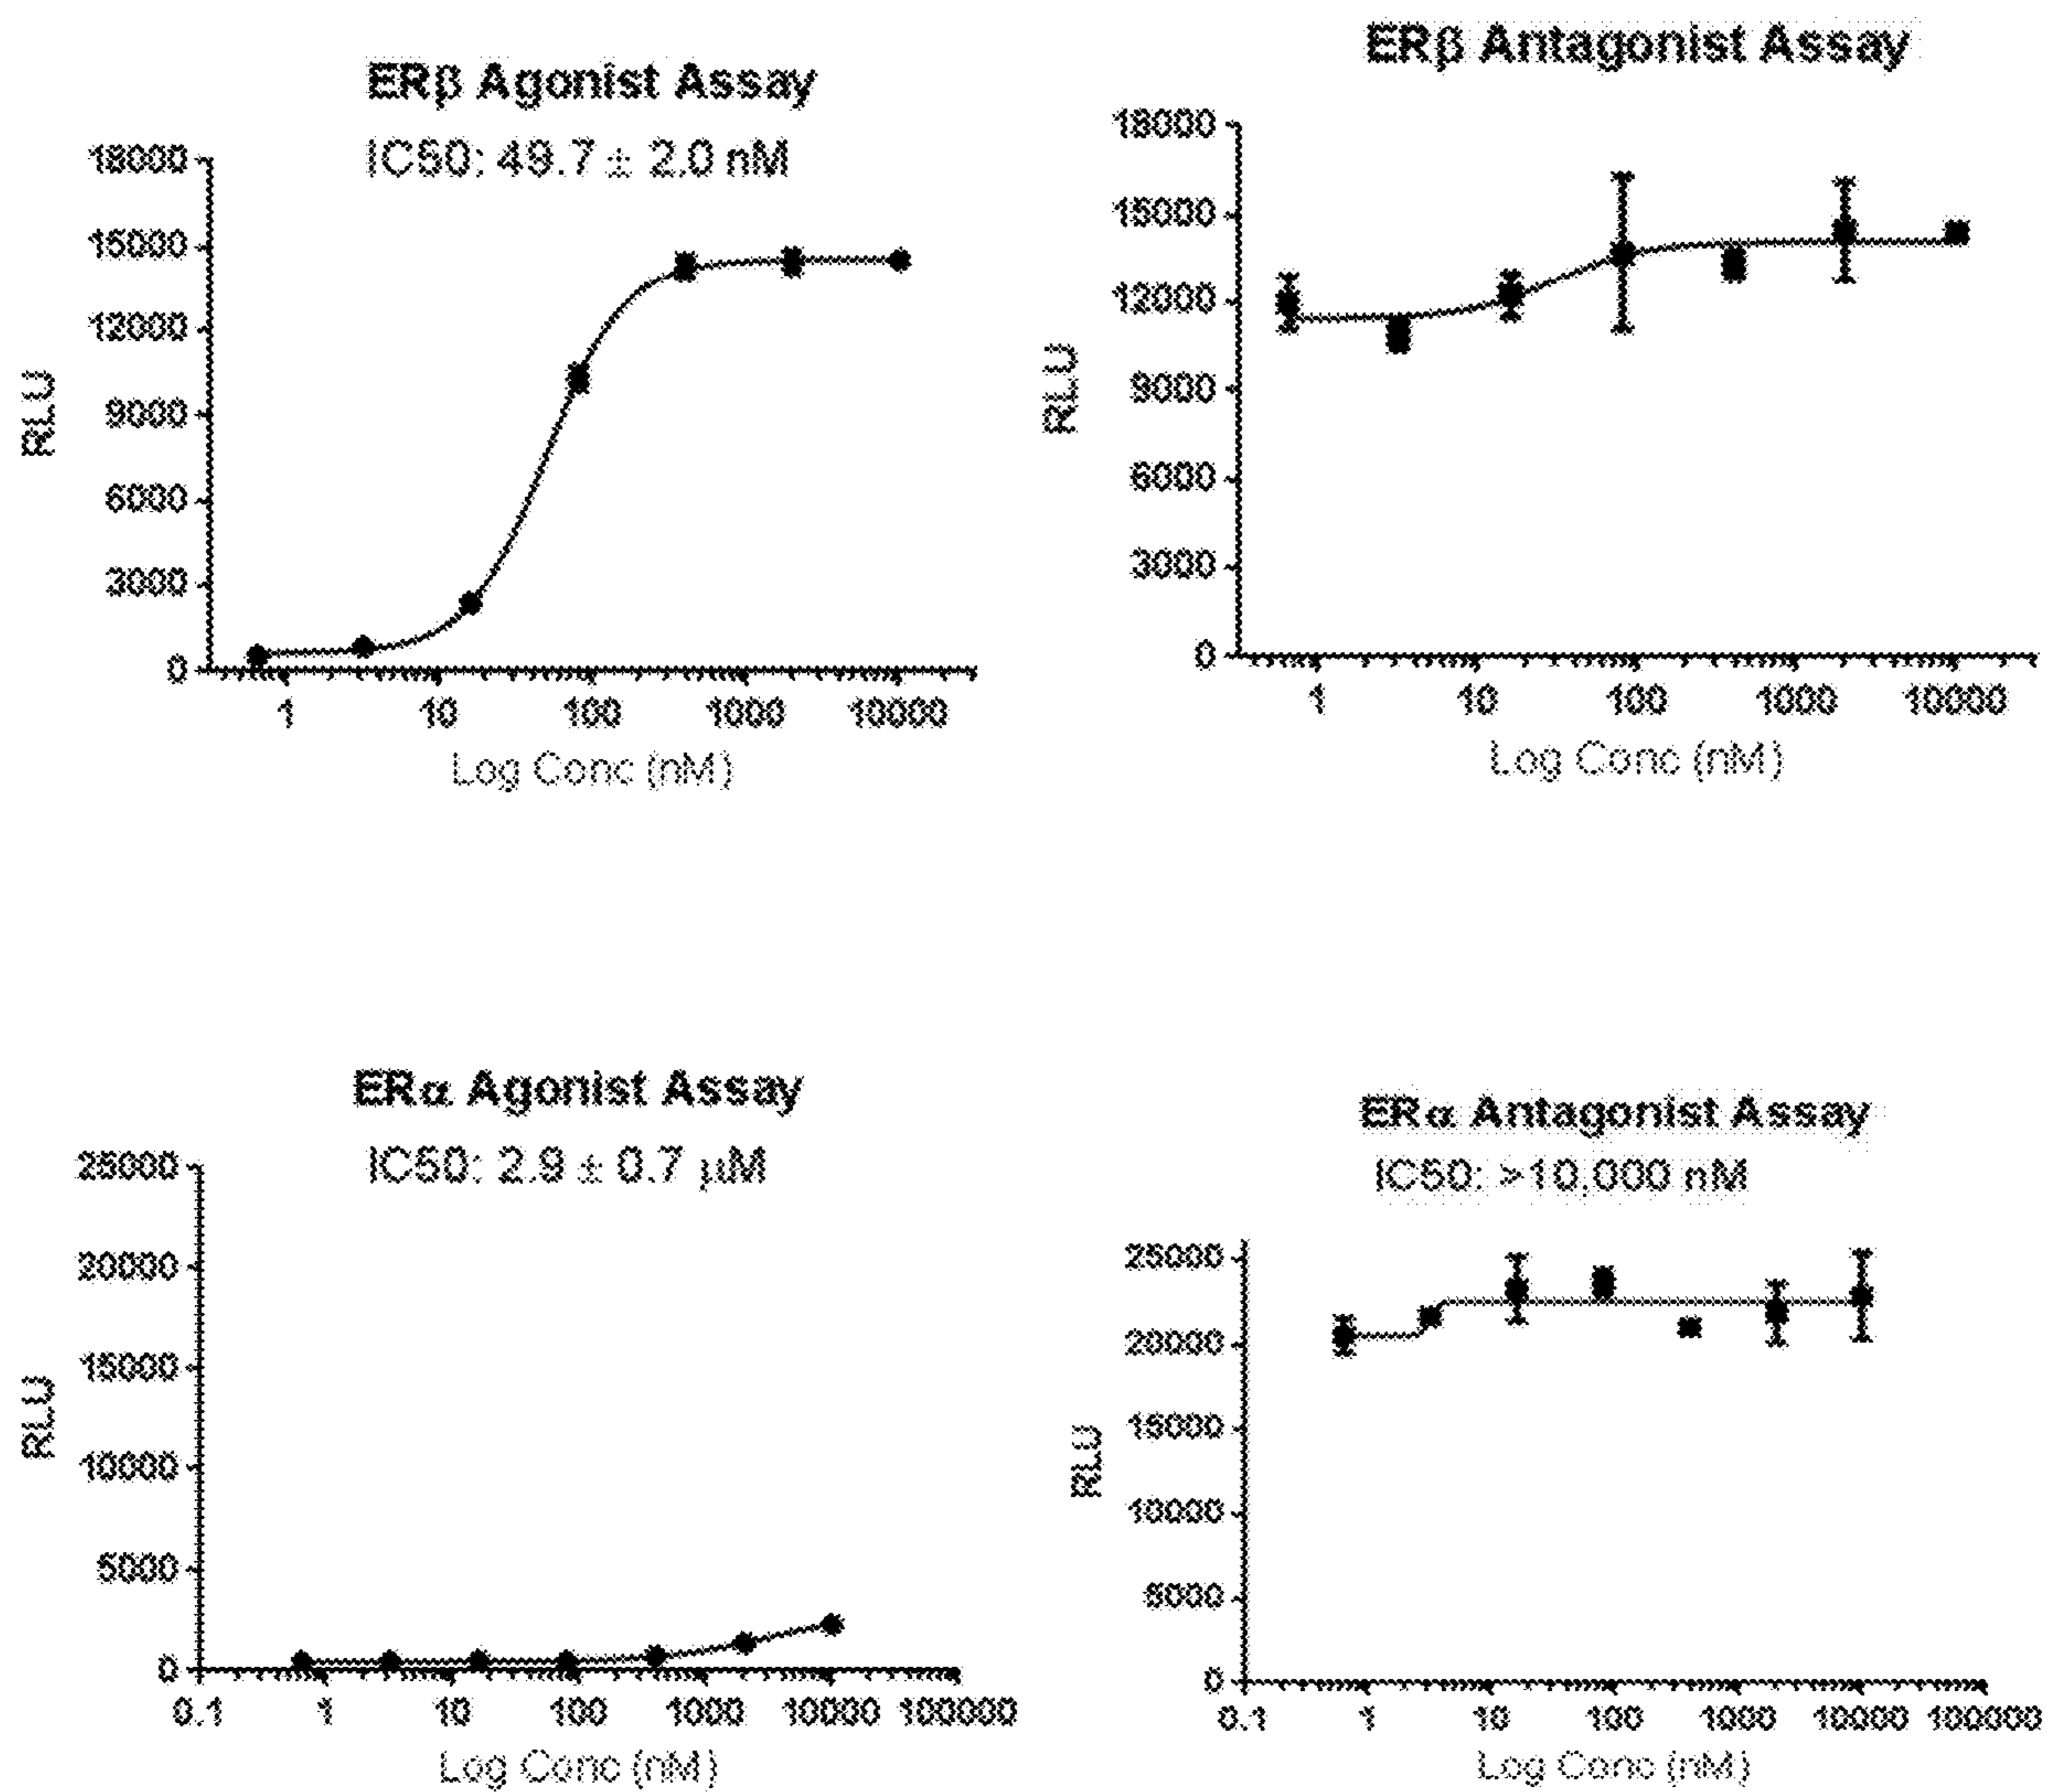 ERβ Agonist Assay
IC50: 49.7 ± 2.0 nM
18000
15000
12000
9000
6000
3000
0
RLU
1 10 100 1000 10000
Log Conc (nM)
ERβ Antagonist Assay
18000
15000
12000
9000
6000
3000
0
RLU
1 10 100 1000 10000
Log Conc (nM)
ERα Agonist Assay
IC50: 2.9 ± 0.7 µM
25000
20000
15000
10000
5000
0
RLU
0.1 1 10 100 1000 10000 100000
Log Conc (nM)
ERα Antagonist Assay
IC50: >10,000 nM
25000
20000
15000
10000
5000
0
RLU
0.1 1 10 100 1000 10000 100000
Log Conc (nM)